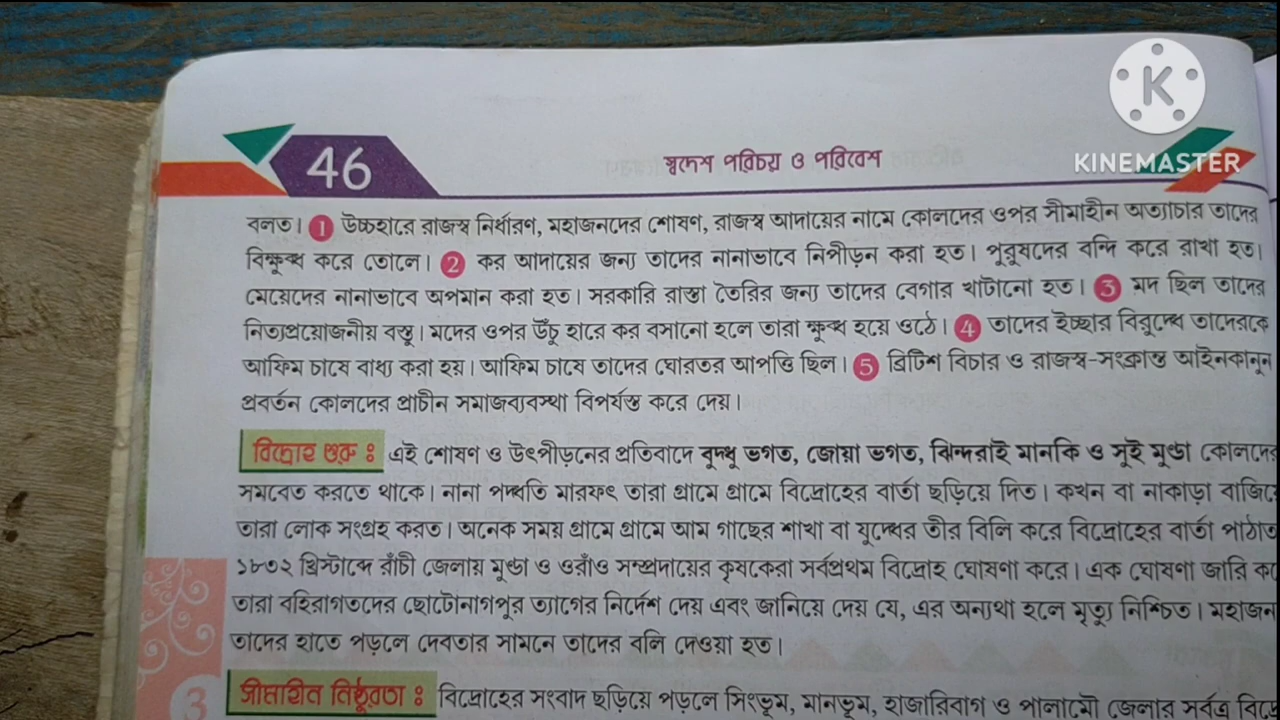 KINEMASTER
46
স্বদেশ পরিচয় ও পরিবেশ
বলত। 1 উচ্চহারে রাজস্ব নির্ধারণ, মহাজনদের শোষণ, রাজস্ব আদায়ের নামে কোলদের ওপর সীমাহীন অত্যাচার তাদের
বিক্ষুব্ধ করে তোলে। 2 কর আদায়ের জন্য তাদের নানাভাবে নিপীড়ন করা হত। পুরুষদের বন্দি করে রাখা হত।
মেয়েদের নানাভাবে অপমান করা হত। সরকারি রাস্তা তৈরির জন্য তাদের বেগার খাটানো হত। 3 মদ ছিল তাদের
নিত্যপ্রয়োজনীয় বস্তু। মদের ওপর উঁচু হারে কর বসানো হলে তারা ক্ষুব্ধ হয়ে ওঠে। 4 তাদের ইচ্ছার বিরুদ্ধে তাদেরকে
আফিম চাষে বাধ্য করা হয়। আফিম চাষে তাদের ঘোরতর আপত্তি ছিল। 5 ব্রিটিশ বিচার ও রাজস্ব-সংক্রান্ত আইনকানুন
প্রবর্তন কোলদের প্রাচীন সমাজব্যবস্থা বিপর্যস্ত করে দেয়।
বিদ্রোহ শুরু : এই শোষণ ও উৎপীড়নের প্রতিবাদে বুদ্ধু ভগত, জোয়া ভগত, ঝিন্দরাই মানকি ও সুই মুণ্ডা কোলদের
সমবেত করতে থাকে। নানা পদ্ধতি মারফৎ তারা গ্রামে গ্রামে বিদ্রোহের বার্তা ছড়িয়ে দিত। কখন বা নাকাড়া বাজিয়ে
তারা লোক সংগ্রহ করত। অনেক সময় গ্রামে গ্রামে আম গাছের শাখা বা যুদ্ধের তীর বিলি করে বিদ্রোহের বার্তা পাঠাত
১৮৩২ খ্রিস্টাব্দে রাঁচী জেলায় মুণ্ডা ও ওরাঁও সম্প্রদায়ের কৃষকেরা সর্বপ্রথম বিদ্রোহ ঘোষণা করে। এক ঘোষণা জারি
তারা বহিরাগতদের ছোটোনাগপুর ত্যাগের নির্দেশ দেয় এবং জানিয়ে দেয় যে, এর অন্যথা হলে মৃত্যু নিশ্চিত। মহাজন
তাদের হাতে পড়লে দেবতার সামনে তাদের বলি দেওয়া হত।
3
সীমাহীন নিষ্ঠুরতা : বিদ্রোহের সংবাদ ছড়িয়ে পড়লে সিংভূম, মানভূম, হাজারিবাগ ও পালামৌ জেলার সর্বত্র